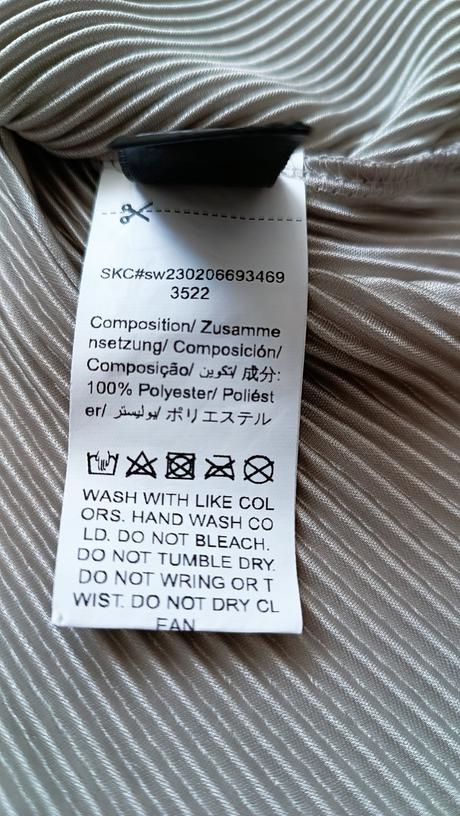 SKC#sw230206693469
3522
Composition/ Zusamme
nsetzung/ Composición/
Composição/ تكوين/ 成分:
100% Polyester/ Poliést
er/ بوليستر/ ポリエステル
WASH WITH LIKE COL
ORS. HAND WASH CO
LD. DO NOT BLEACH.
DO NOT TUMBLE DRY.
DO NOT WRING OR T
WIST. DO NOT DRY CL
EAN